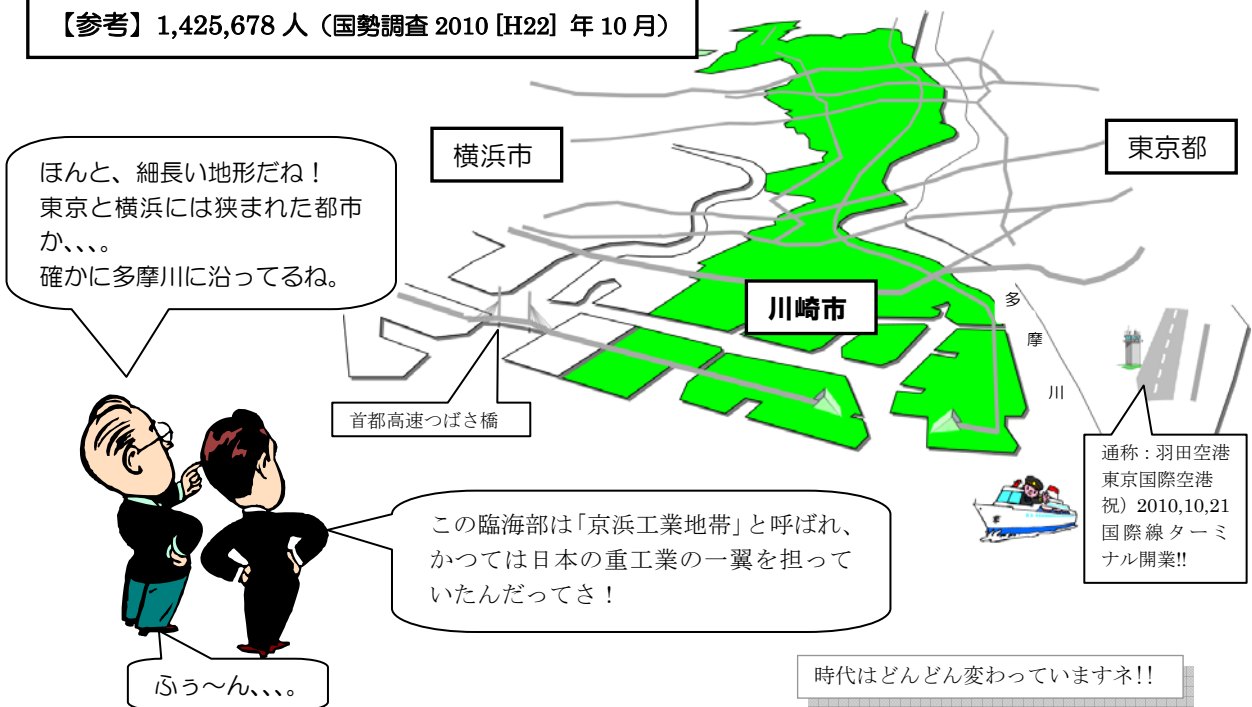 【参考】1,425,678 人（国勢調査 2010 [H22] 年 10 月）
横浜市
東京都
ほんと、細長い地形だね！
東京と横浜には狭まれた都市
か、、、。
確かに多摩川に沿ってるね。
川崎市
多
摩
川
首都高速つばさ橋
通称：羽田空港
東京国際空港
祝）2010,10,21
国際線ターミ
ナル開業!!
この臨海部は「京浜工業地帯」と呼ばれ、
かつては日本の重工業の一翼を担って
いたんだってさ！
ふぅ～ん、、、。
時代はどんどん変わっていますネ!!